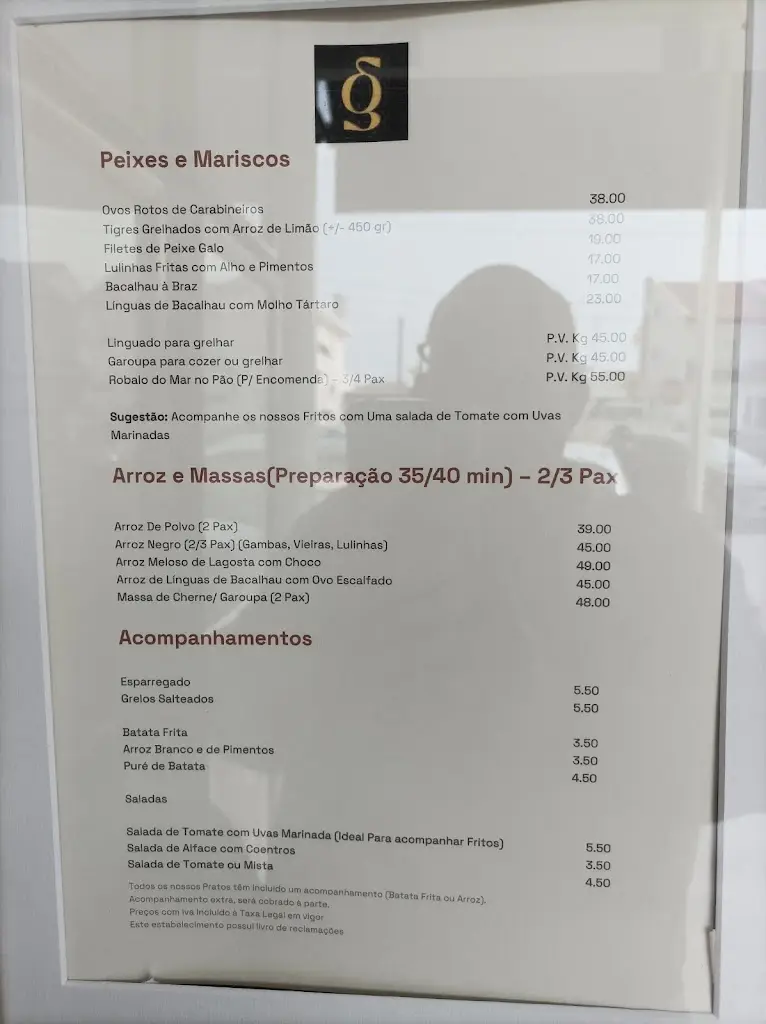 g
Peixes e Mariscos
Ovos Rotos de Carabineiros 38.00
Tigres Grelhados com Arroz de Limão (+/- 450 gr) 38.00
Filetes de Peixe Galo 19.00
Lulinhas Fritas com Alho e Pimentos 17.00
Bacalhau à Braz 17.00
Línguas de Bacalhau com Molho Tártaro 23.00
Linguado para grelhar P.V. Kg 45.00
Garoupa para cozer ou grelhar P.V. Kg 45.00
Robalo do Mar no Pão (P/ Encomenda) – 3/4 Pax P.V. Kg 55.00
Sugestão: Acompanhe os nossos Fritos com Uma salada de Tomate com Uvas
Marinadas
Arroz e Massas(Preparação 35/40 min) – 2/3 Pax
Arroz De Polvo (2 Pax) 39.00
Arroz Negro (2/3 Pax) (Gambas, Vieiras, Lulinhas) 45.00
Arroz Meloso de Lagosta com Choco 49.00
Arroz de Línguas de Bacalhau com Ovo Escalfado 45.00
Massa de Cherne/ Garoupa (2 Pax) 48.00
Acompanhamentos
Esparregado 5.50
Grelos Salteados 5.50
Batata Frita 3.50
Arroz Branco e de Pimentos 3.50
Puré de Batata 4.50
Saladas
Salada de Tomate com Uvas Marinada (Ideal Para acompanhar Fritos) 5.50
Salada de Alface com Coentros 3.50
Salada de Tomate ou Mista 4.50
Todos os nossos Pratos têm incluido um acompanhamento (Batata Frita ou Arroz).
Acompanhamento extra, será cobrado à parte.
Preços com iva incluído à Taxa Legal em vigor
Este estabelecimento possui livro de reclamações